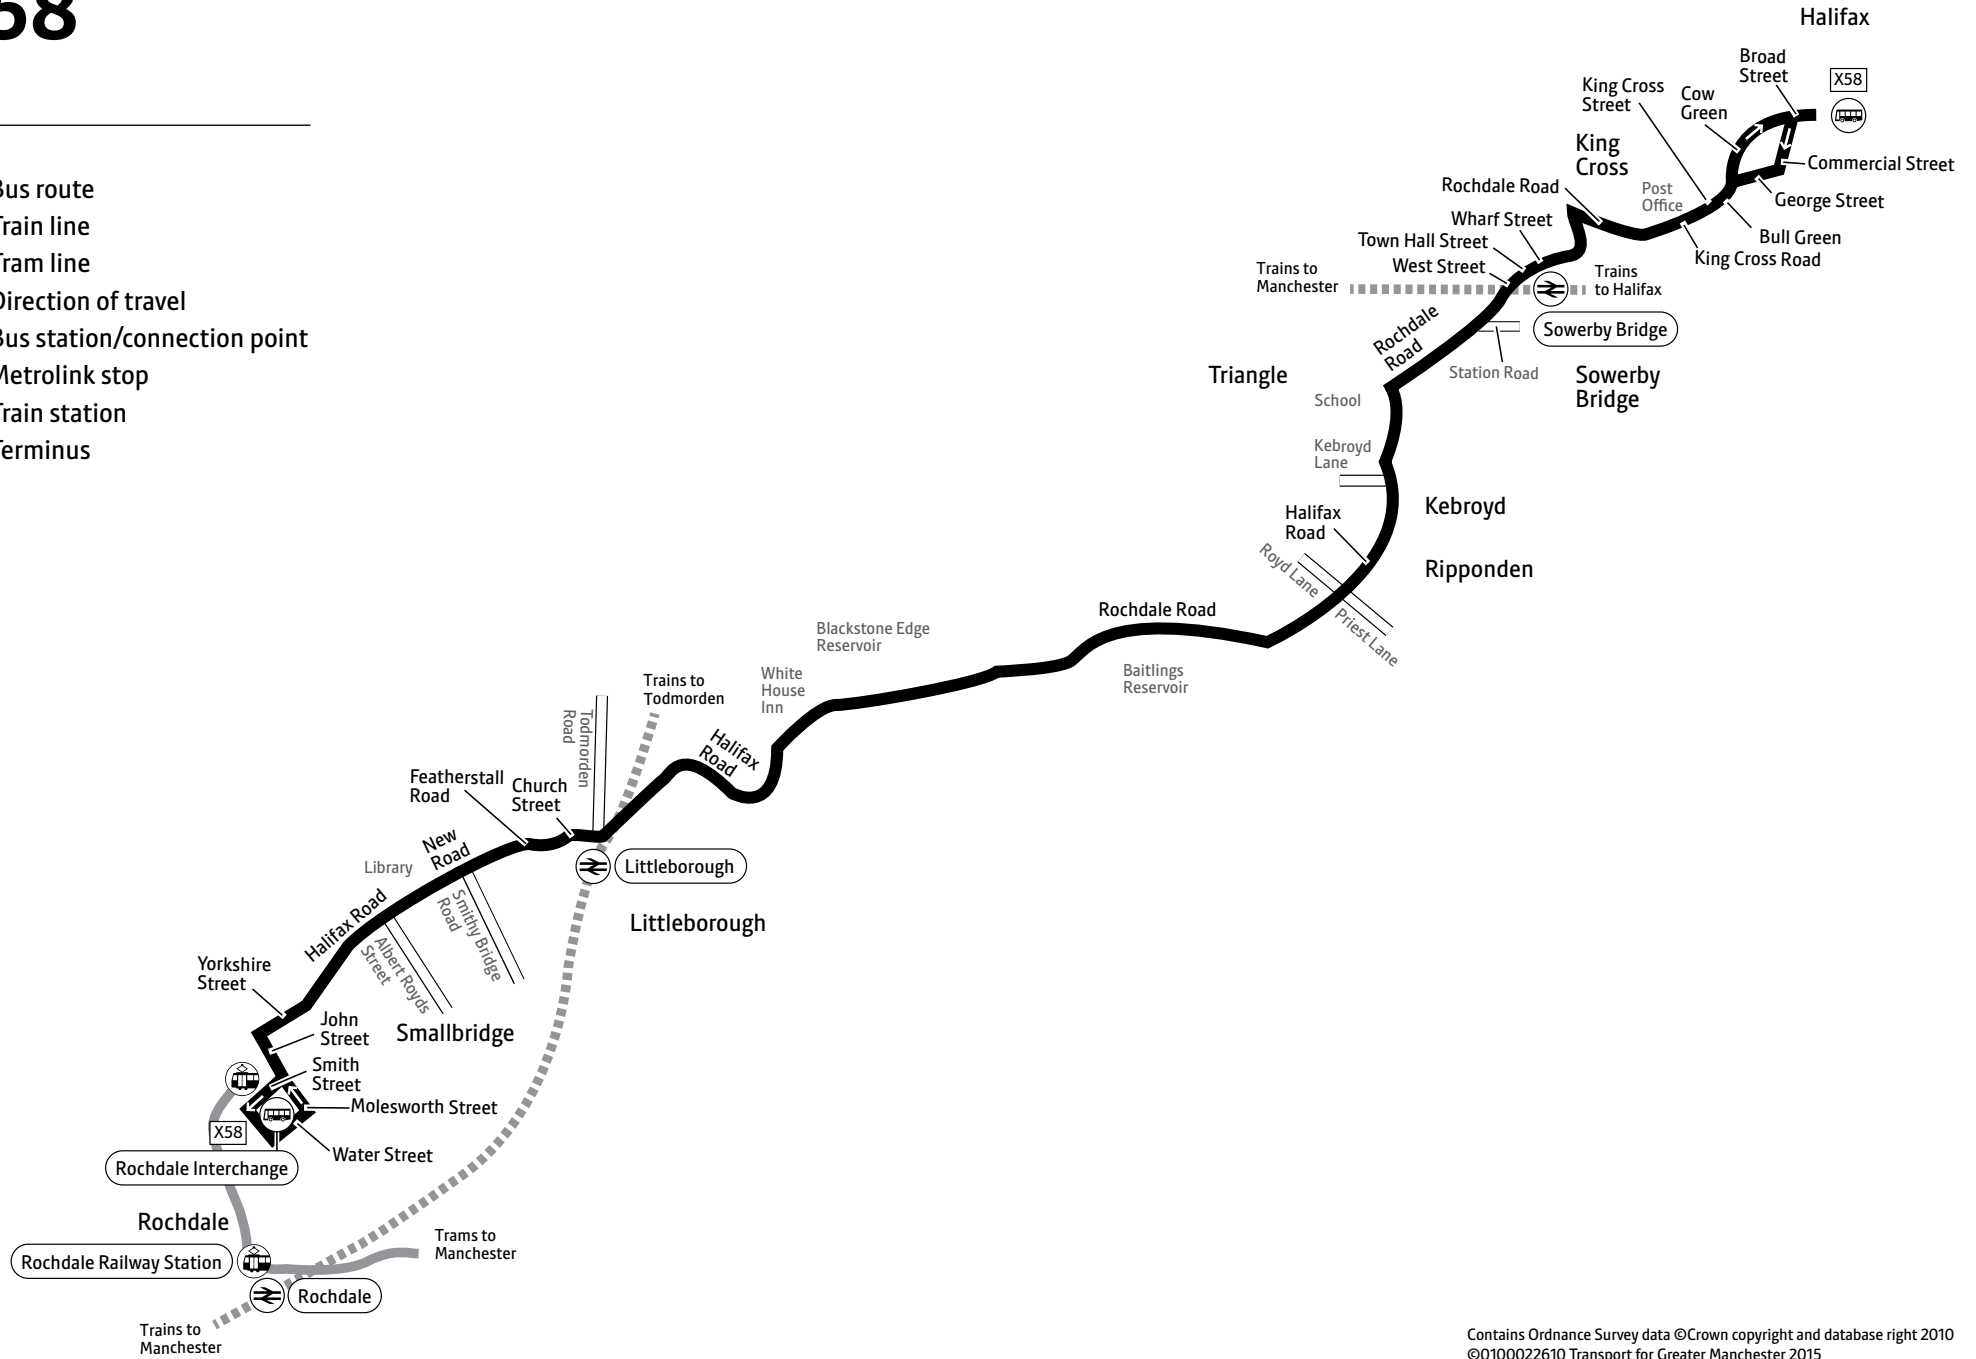 58
Bus route
Train line
Tram line
Direction of travel
Bus station/connection point
Metrolink stop
Train station
Terminus
Halifax
Broad
Street
X58
King Cross
Street
Cow
Green
King
Cross
Commercial Street
Rochdale Road
Post
Office
George Street
Wharf Street
Bull Green
Town Hall Street
King Cross Road
West Street
Trains to
Manchester
Trains
to Halifax
Sowerby Bridge
Rochdale
Road
Station Road
Sowerby
Bridge
Triangle
School
Kebroyd
Lane
Kebroyd
Halifax
Road
Royd Lane
Ripponden
Priest Lane
Rochdale Road
Blackstone Edge
Reservoir
Baitlings
Reservoir
White
House
Inn
Trains to
Todmorden
Todmorden
Road
Halifax
Road
Featherstall
Road
Church
Street
New
Road
Library
Littleborough
Littleborough
Smithy Bridge
Road
Halifax Road
Albert Royds
Street
Yorkshire
Street
John
Street
Smallbridge
Smith
Street
Molesworth Street
X58
Water Street
Rochdale Interchange
Rochdale
Trams to
Manchester
Rochdale Railway Station
Rochdale
Trains to
Manchester
Contains Ordnance Survey data ©Crown copyright and database right 2010
©0100022610 Transport for Greater Manchester 2015